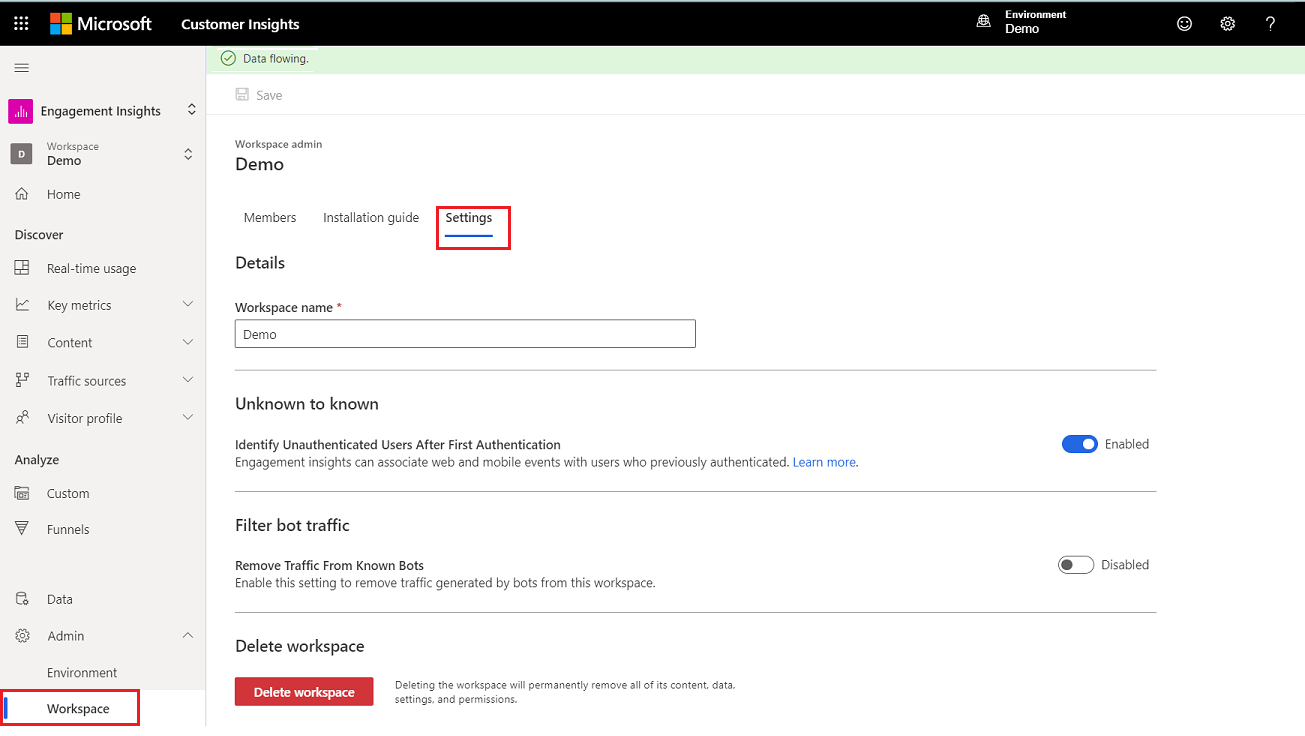 Microsoft
Customer Insights
Environment
Demo
Data flowing.
Engagement Insights
Workspace
D
Demo
Home
Discover
Real-time usage
Key metrics
Content
Traffic sources
Visitor profile
Analyze
Custom
Funnels
Data
Admin
Environment
Workspace
Save
Workspace admin
Demo
Members
Installation guide
Settings
Details
Workspace name *
Demo
Unknown to known
Identify Unauthenticated Users After First Authentication
Enabled
Engagement insights can associate web and mobile events with users who previously authenticated. Learn more.
Filter bot traffic
Remove Traffic From Known Bots
Disabled
Enable this setting to remove traffic generated by bots from this workspace.
Delete workspace
Delete workspace
Deleting the workspace will permanently remove all of its content, data,
settings, and permissions.